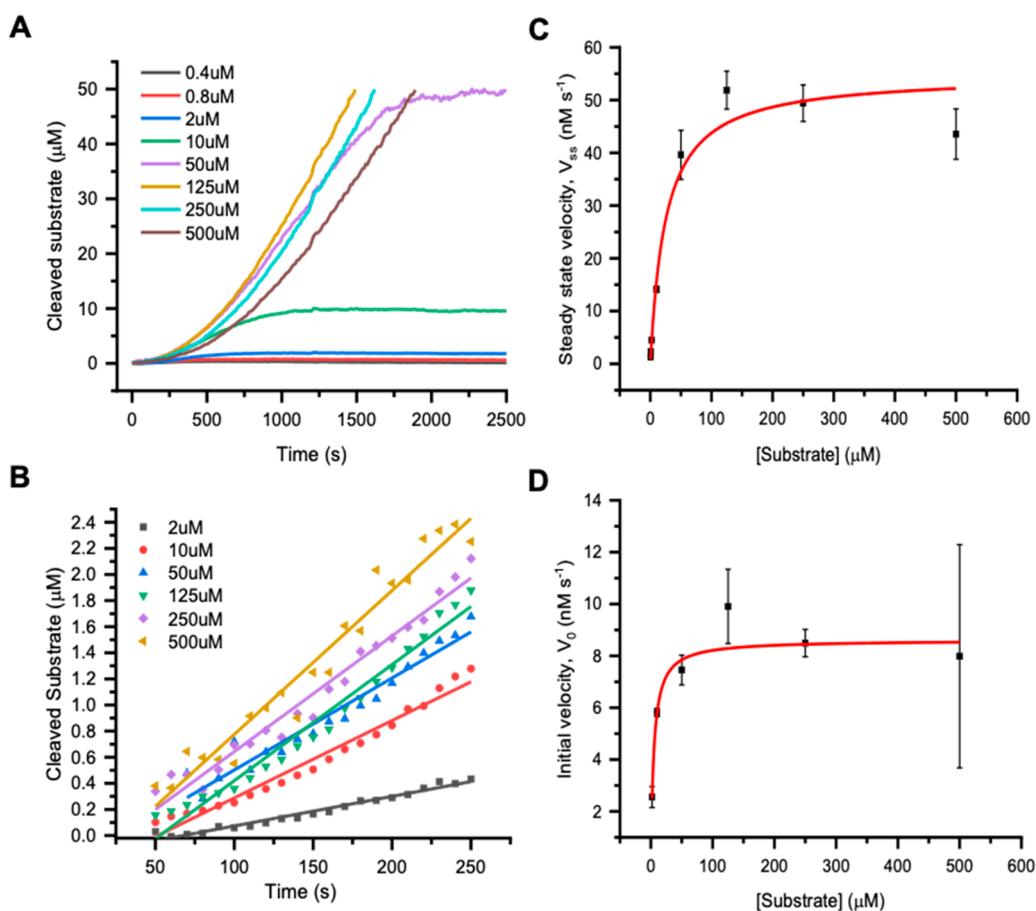 A
0.4uM
0.8uM
2uM
10uM
50uM
125uM
250uM
500uM
50
40
30
20
10
0
Cleaved substrate (μM)
0 500 1000 1500 2000 2500
Time (s)
B
2uM
10uM
50uM
125uM
250uM
500uM
2.4
2.2
2.0
1.8
1.6
1.4
1.2
1.0
0.8
0.6
0.4
0.2
0.0
Cleaved Substrate (μM)
50 100 150 200 250
Time (s)
C
60
50
40
30
20
10
0
Steady state velocity, Vss (nM s-1)
0 100 200 300 400 500 600
[Substrate] (μM)
D
14
12
10
8
6
4
2
Initial velocity, V0 (nM s-1)
0 100 200 300 400 500 600
[Substrate] (μM)